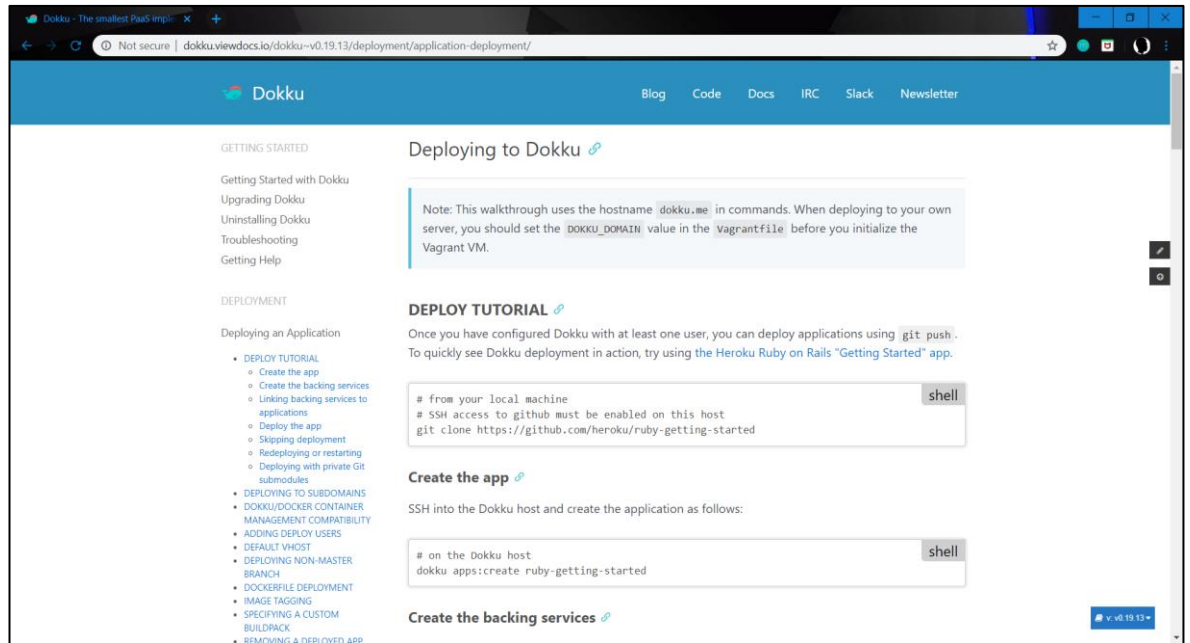 Dokku - The smallest PaaS imple
Not secure | dokku.viewdocs.io/dokku~v0.19.13/deployment/application-deployment/
Dokku
Blog Code Docs IRC Slack Newsletter
GETTING STARTED
Getting Started with Dokku
Upgrading Dokku
Uninstalling Dokku
Troubleshooting
Getting Help
DEPLOYMENT
Deploying an Application
DEPLOY TUTORIAL
Create the app
Create the backing services
Linking backing services to
applications
Deploy the app
Skipping deployment
Redeploying or restarting
Deploying with private Git
submodules
DEPLOYING TO SUBDOMAINS
DOKKU/DOCKER CONTAINER
MANAGEMENT COMPATIBILITY
ADDING DEPLOY USERS
DEFAULT VHOST
DEPLOYING NON-MASTER
BRANCH
DOCKERFILE DEPLOYMENT
IMAGE TAGGING
SPECIFYING A CUSTOM
BUILDPACK
REMOVING A DEPLOYED APP
Deploying to Dokku
Note: This walkthrough uses the hostname dokku.me in commands. When deploying to your own
server, you should set the DOKKU_DOMAIN value in the Vagrantfile before you initialize the
Vagrant VM.
DEPLOY TUTORIAL
Once you have configured Dokku with at least one user, you can deploy applications using git push.
To quickly see Dokku deployment in action, try using the Heroku Ruby on Rails "Getting Started" app.
shell
# from your local machine
# SSH access to github must be enabled on this host
git clone https://github.com/heroku/ruby-getting-started
Create the app
SSH into the Dokku host and create the application as follows:
shell
# on the Dokku host
dokku apps:create ruby-getting-started
Create the backing services
v: v0.19.13